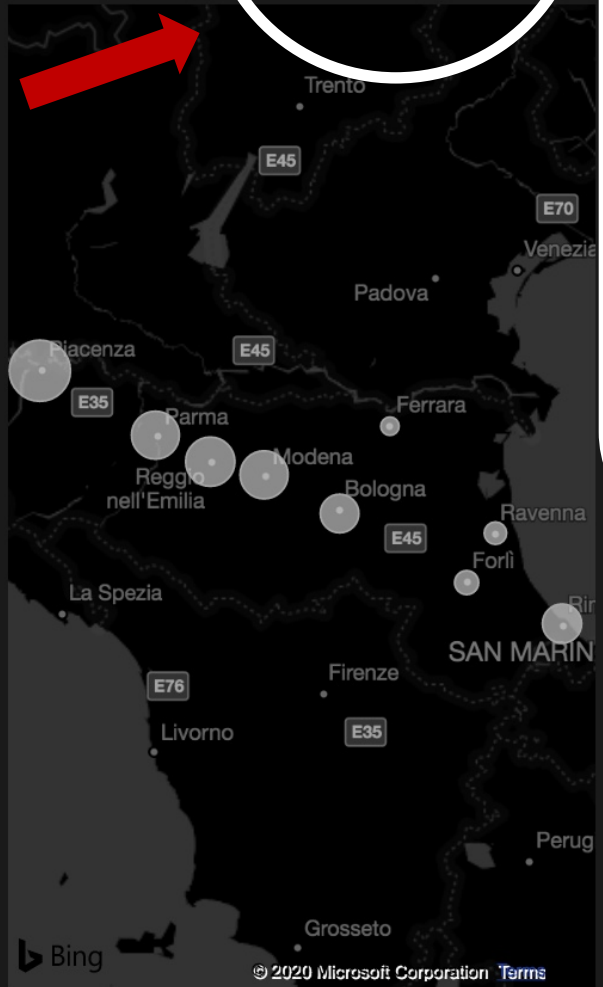 Trento
E45
E70
Venezia
Padova
Piacenza
E45
E35
Ferrara
Parma
Modena
Reggio
nell'Emilia
Bologna
Ravenna
E45
Forlì
La Spezia
Rir
SAN MARIN
Firenze
E76
E35
Livorno
Perug
Grosseto
Bing
© 2020 Microsoft Corporation Terms